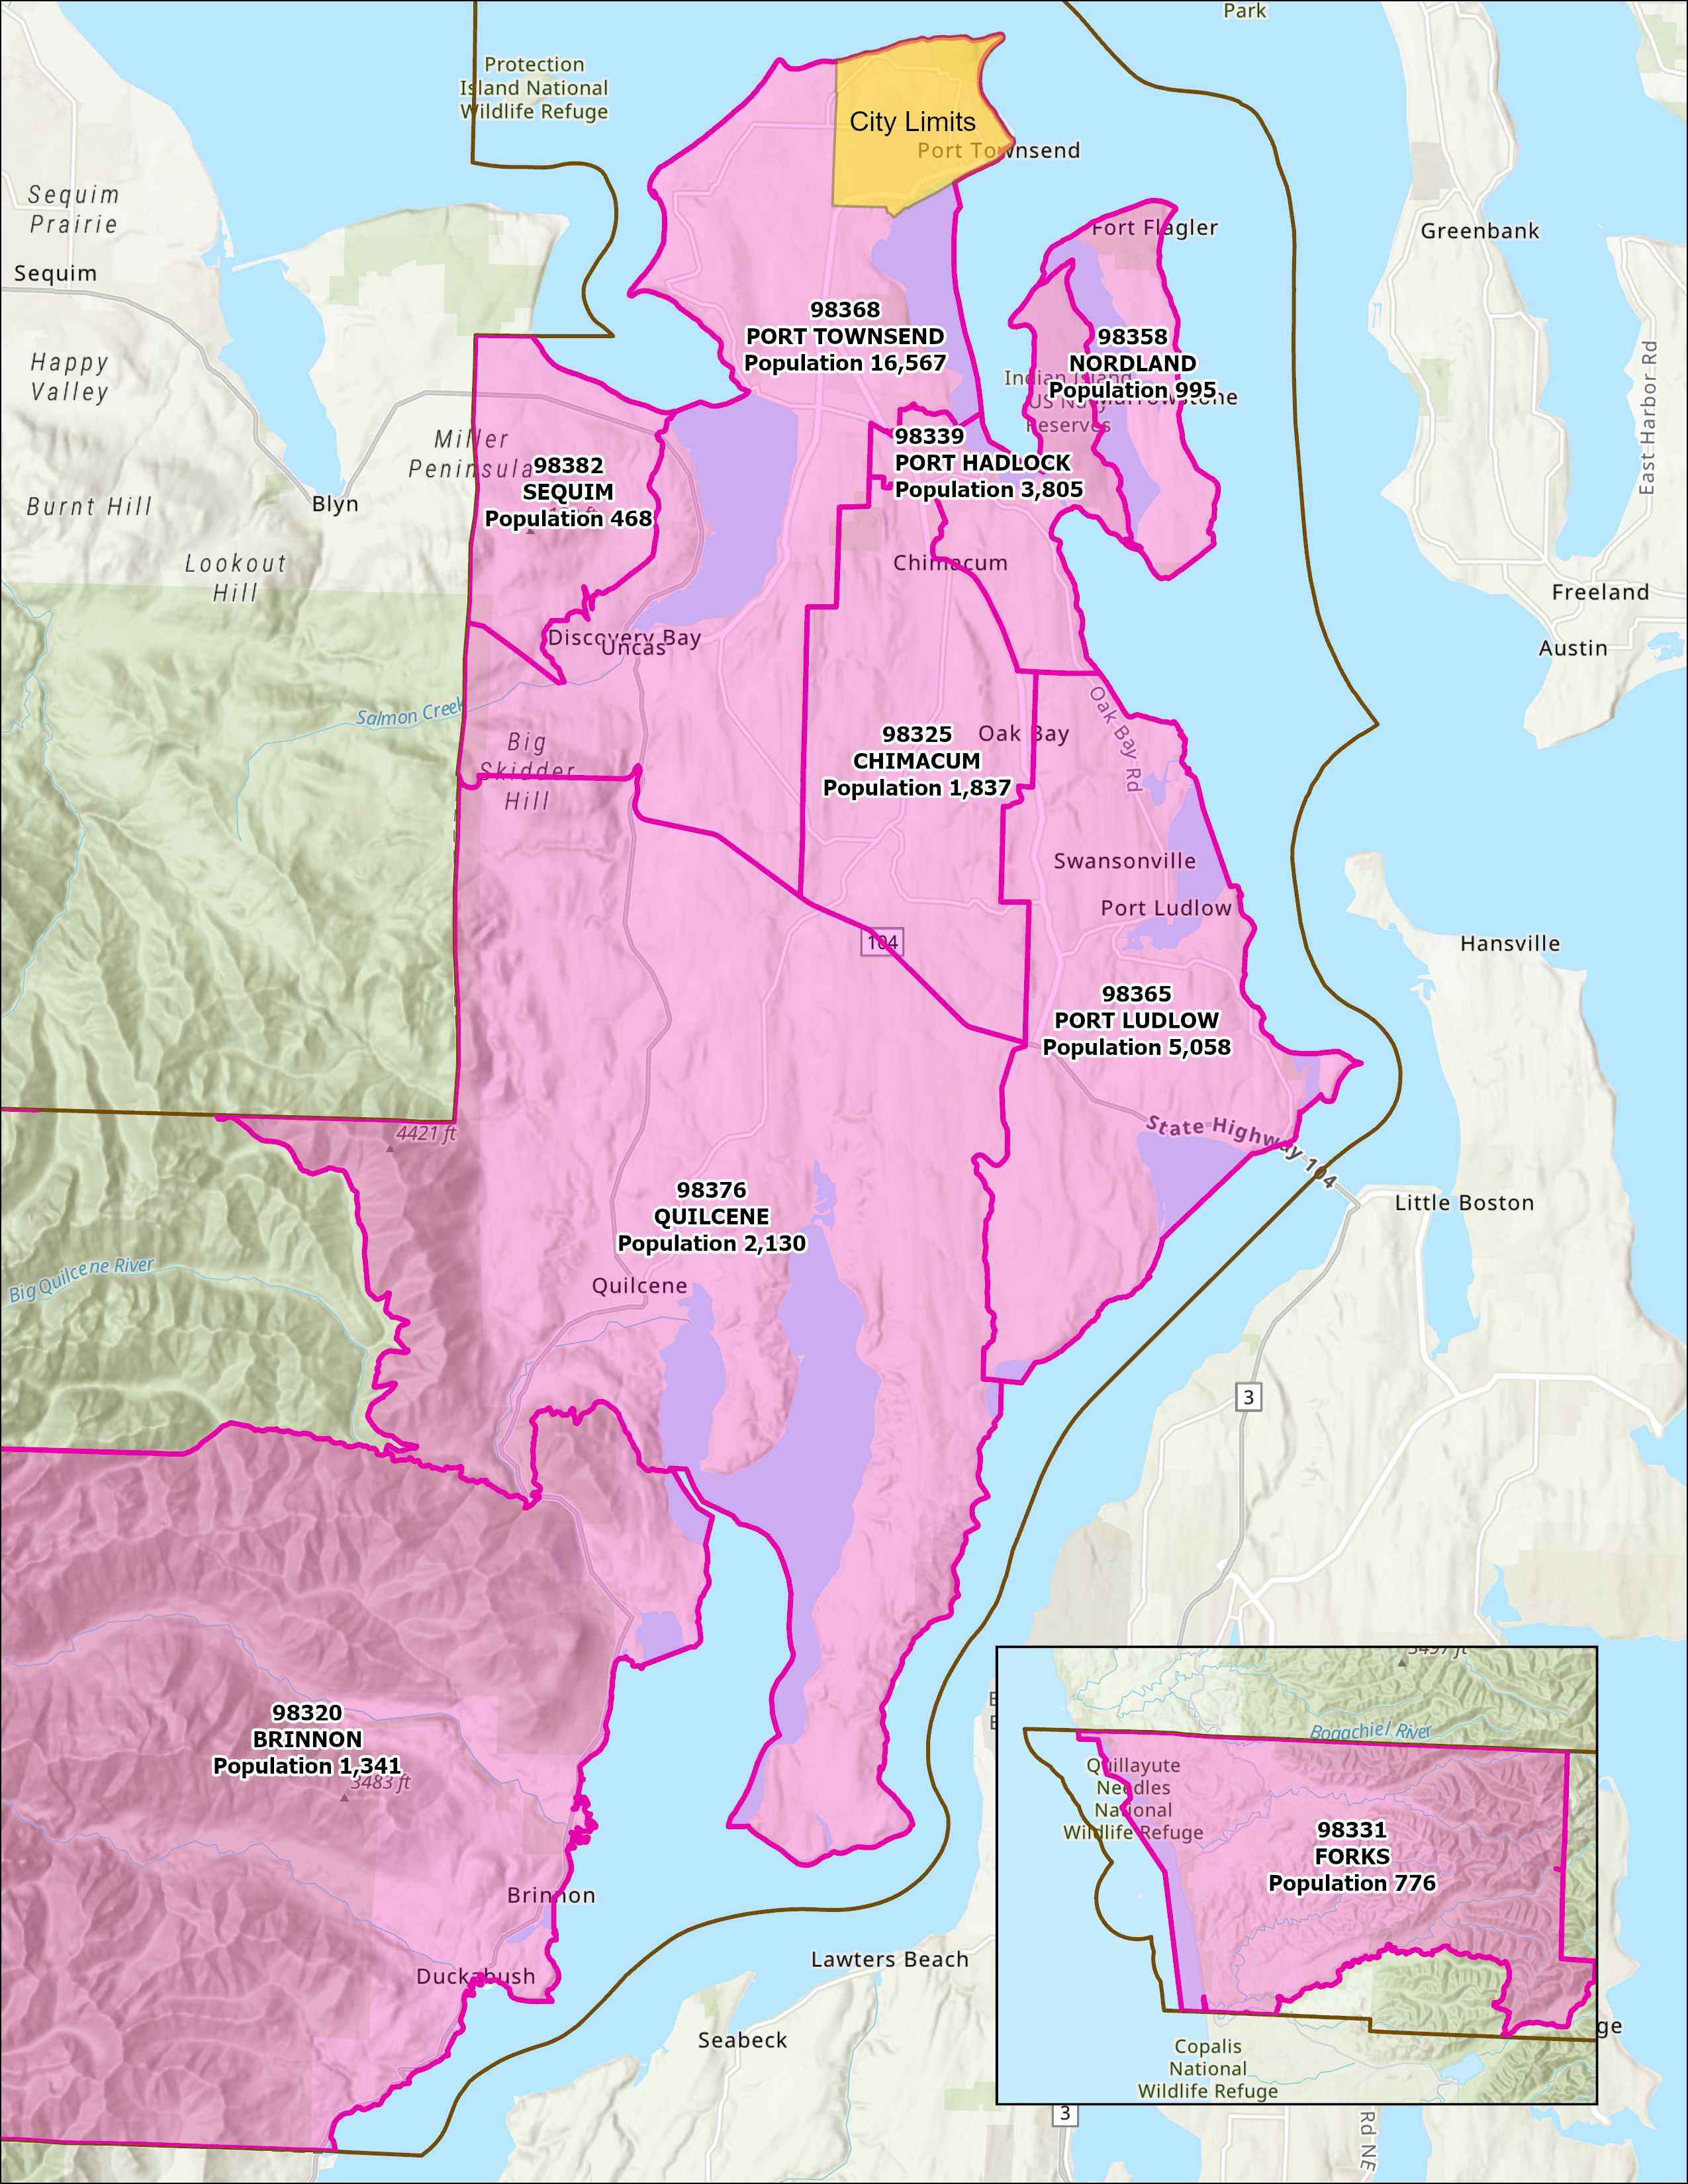 Park
Protection
Island National
Wildlife Refuge
City Limits
Port Townsend
Sequim
Prairie
Sequim
Fort Flagler
Greenbank
98368
PORT TOWNSEND
Population 16,567
98358
NORDLAND
Population 995
Indian Island
US Navy
Reserves
Marrowstone
Happy
Valley
East Harbor Rd
Miller
Peninsula
98382
SEQUIM
Population 468
98339
PORT HADLOCK
Population 3,805
Burnt Hill
Blyn
Lookout
Hill
Chimacum
Freeland
Austin
Discovery Bay
Uncas
Salmon Creek
Oak Bay Rd
Big
Skidder
Hill
98325
CHIMACUM
Population 1,837
Oak Bay
Swansonville
Port Ludlow
104
Hansville
98365
PORT LUDLOW
Population 5,058
4421 ft
State Highway 104
98376
QUILCENE
Population 2,130
Little Boston
Big Quilcene River
Quilcene
3
98320
BRINNON
Population 1,341
3483 ft
3497 ft
Bogachiel River
Quillayute
Needles
National
Wildlife Refuge
98331
FORKS
Population 776
Brinnon
Duckabush
Lawters Beach
Seabeck
Copalis
National
Wildlife Refuge
ge
3
Rd NE